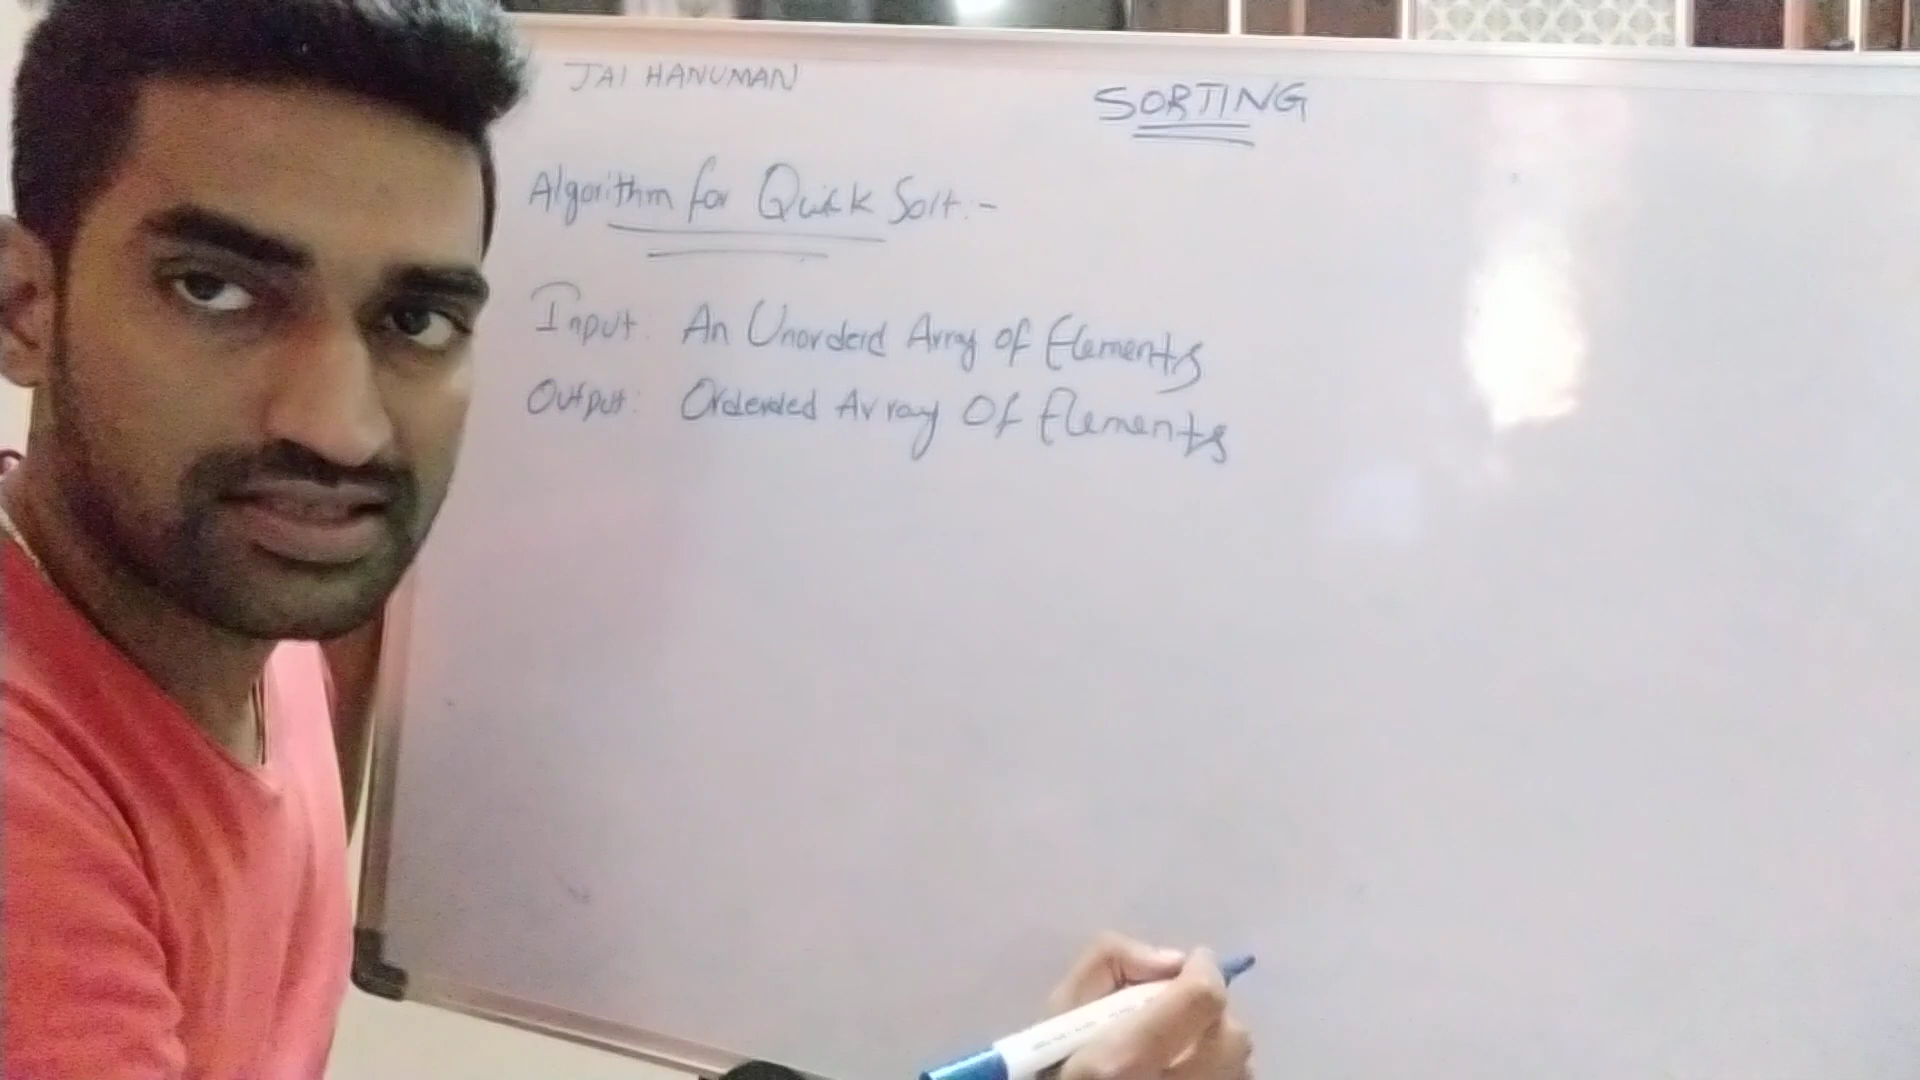 JAI HANUMAN
SORTING
Algorithm for Quick Sort:-
Input: An Unorderd Array of Elements
Output: Orderded Array Of Elements